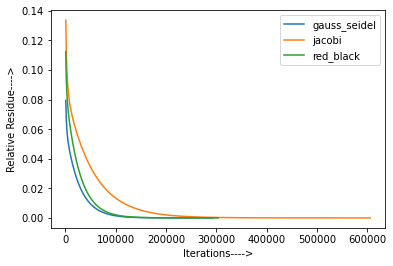 0.14
0.12
0.10
0.08
0.06
0.04
0.02
0.00
Relative Residue---->
gauss_seidel
jacobi
red_black
0 100000 200000 300000 400000 500000 600000
Iterations---->